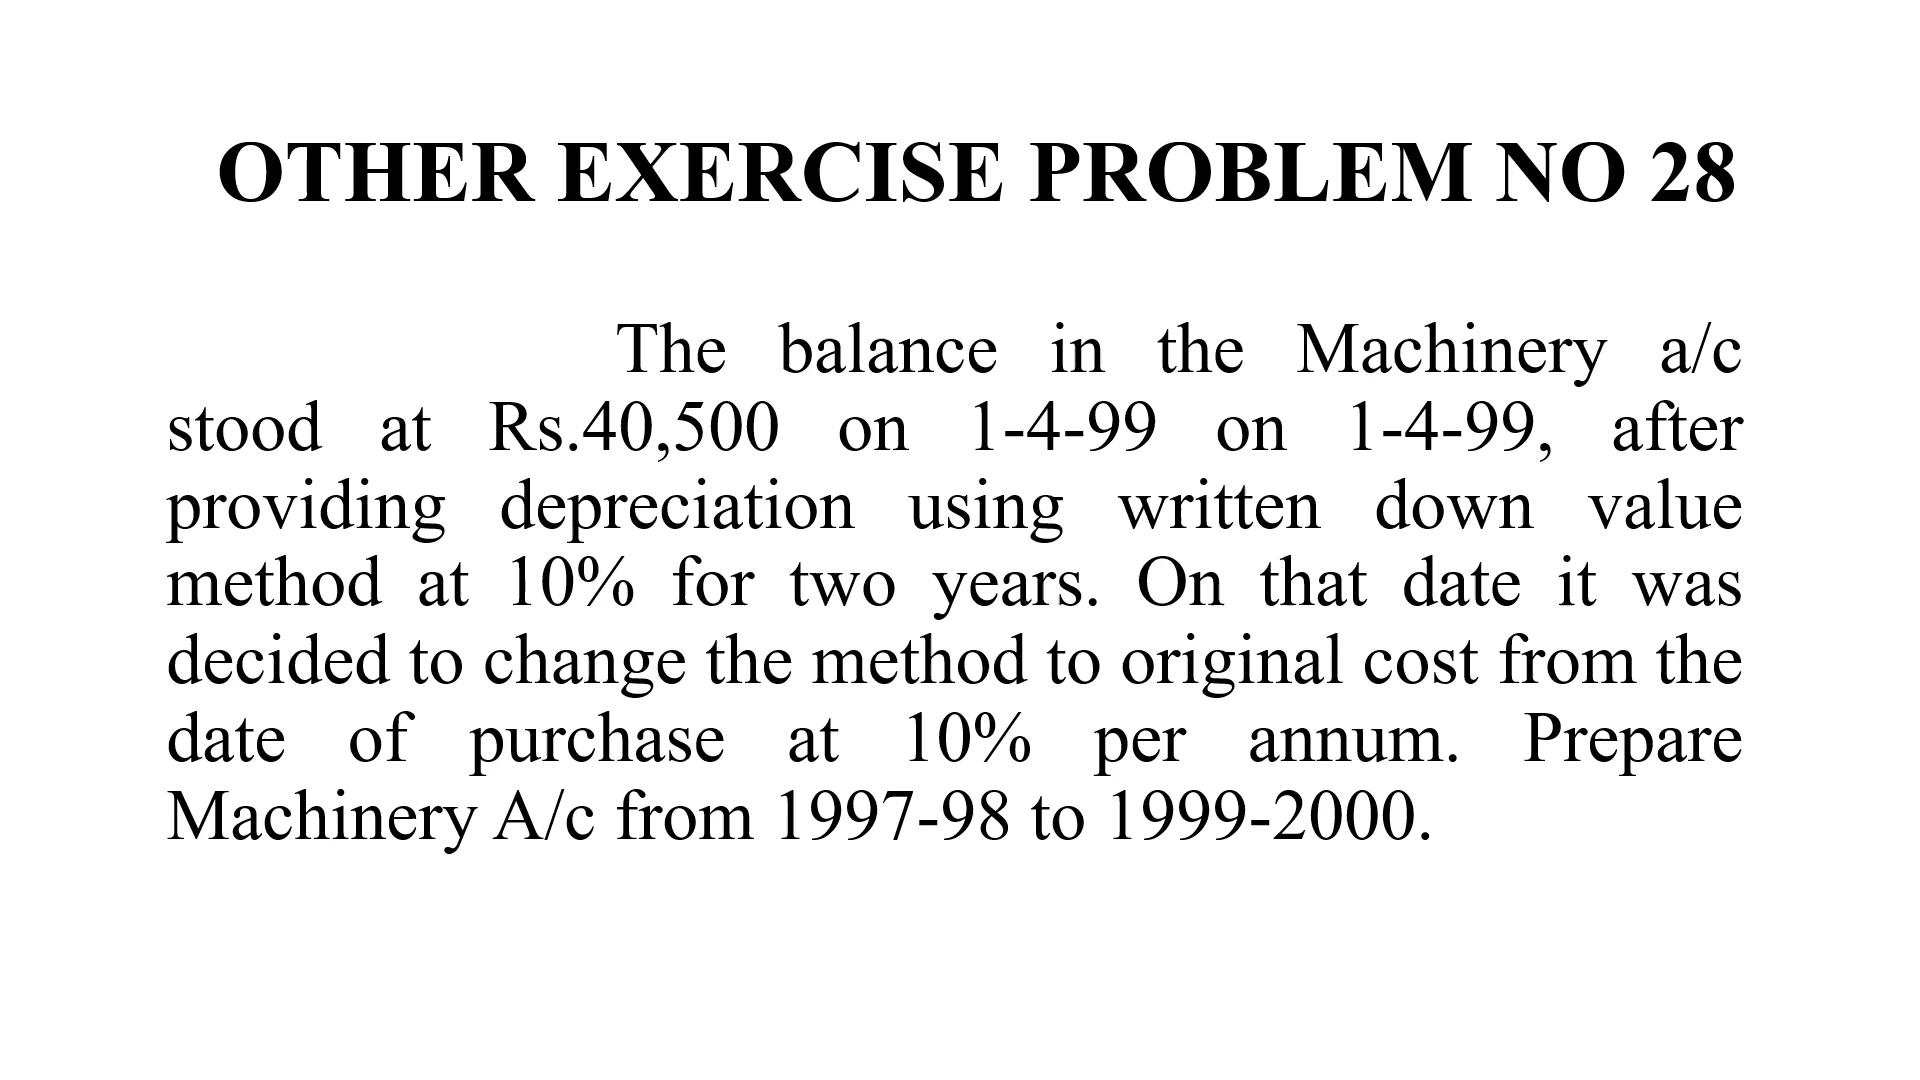 OTHER EXERCISE PROBLEM NO 28
The balance in the Machinery a/c
stood at Rs.40,500 on 1-4-99 on 1-4-99, after
providing depreciation using written down value
method at 10% for two years. On that date it was
decided to change the method to original cost from the
date of purchase at 10% per annum. Prepare
Machinery A/c from 1997-98 to 1999-2000.